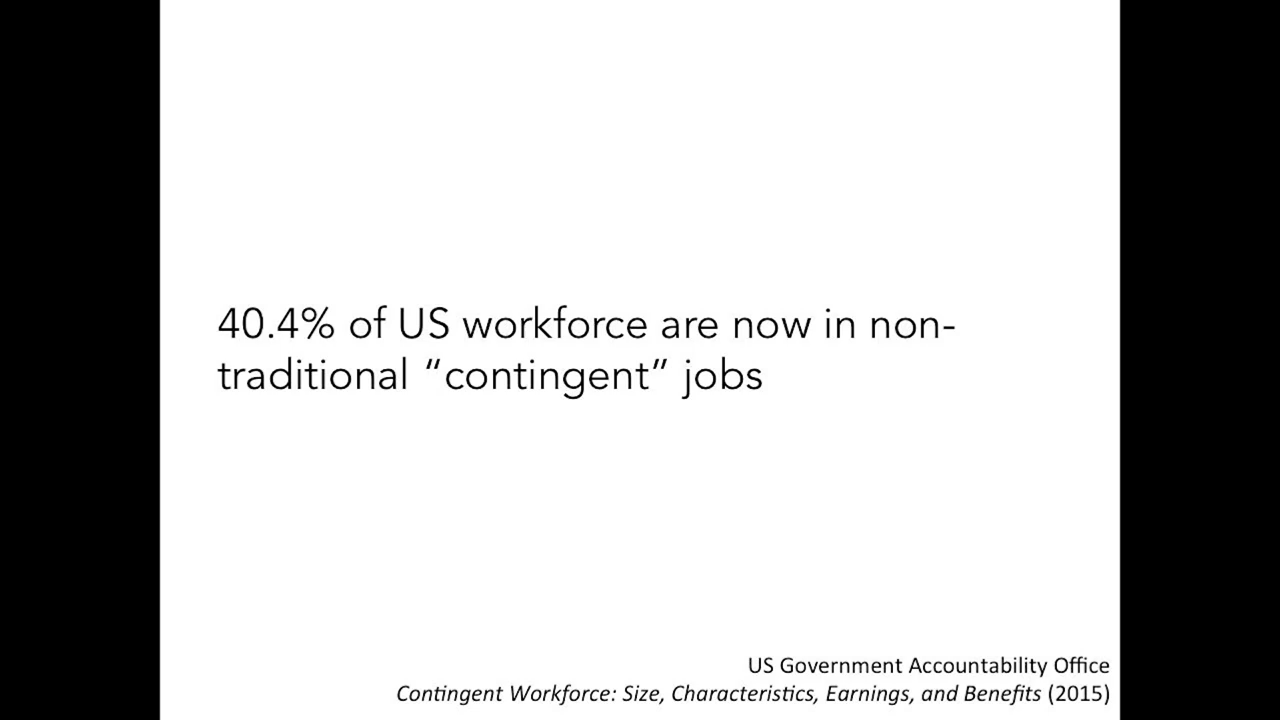 40.4% of US workforce are now in non-
traditional “contingent” jobs
US Government Accountability Office
Contingent Workforce: Size, Characteristics, Earnings, and Benefits (2015)